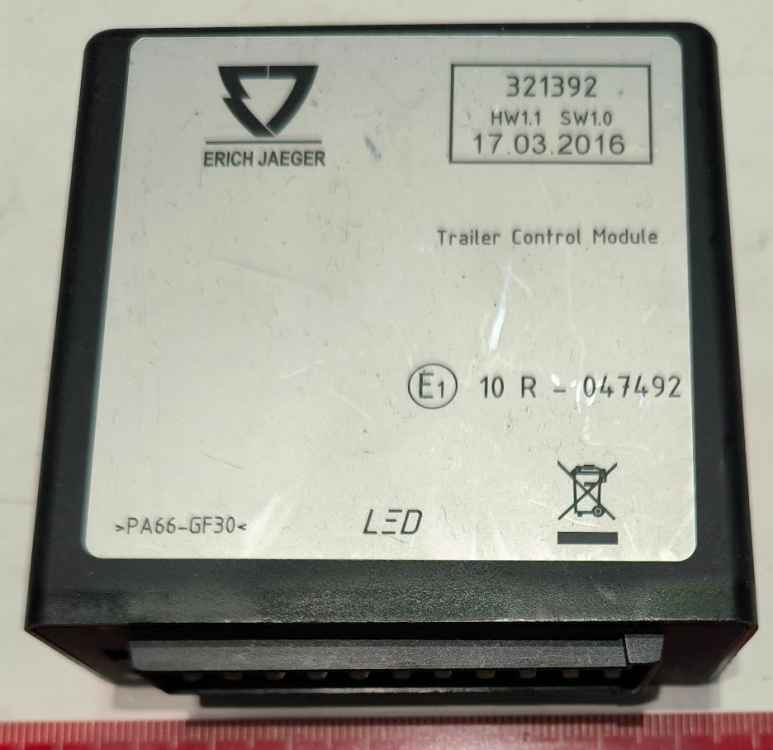 ERICH JAEGER
321392
HW1.1 SW1.0
17.03.2016
Trailer Control Module
E1 10 R - 047492
>PA66-GF30<
LED